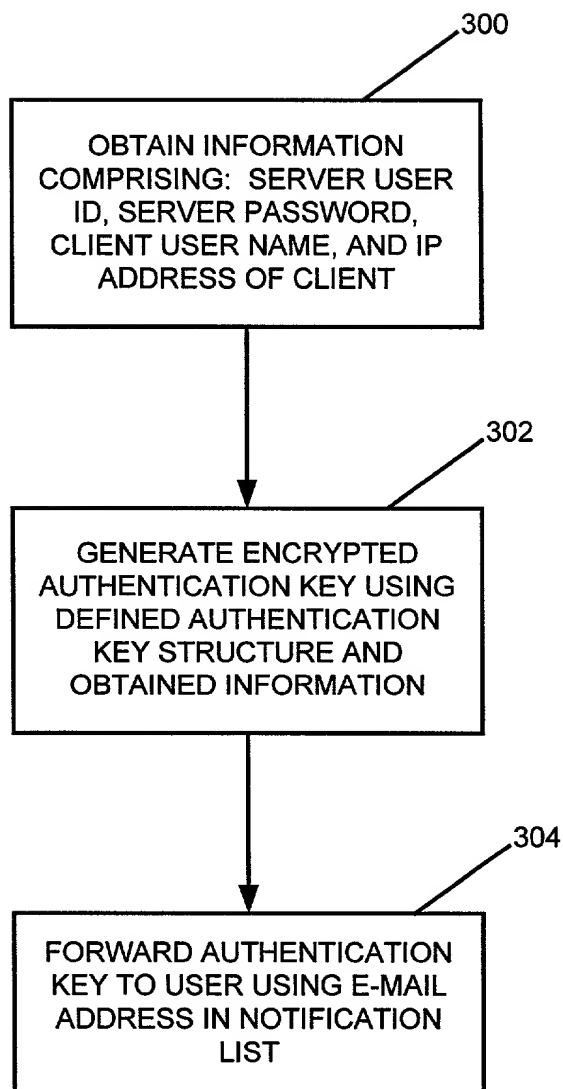 300
OBTAIN INFORMATION
COMPRISING: SERVER USER
ID, SERVER PASSWORD,
CLIENT USER NAME, AND IP
ADDRESS OF CLIENT
302
GENERATE ENCRYPTED
AUTHENTICATION KEY USING
DEFINED AUTHENTICATION
KEY STRUCTURE AND
OBTAINED INFORMATION
304
FORWARD AUTHENTICATION
KEY TO USER USING E-MAIL
ADDRESS IN NOTIFICATION
LIST